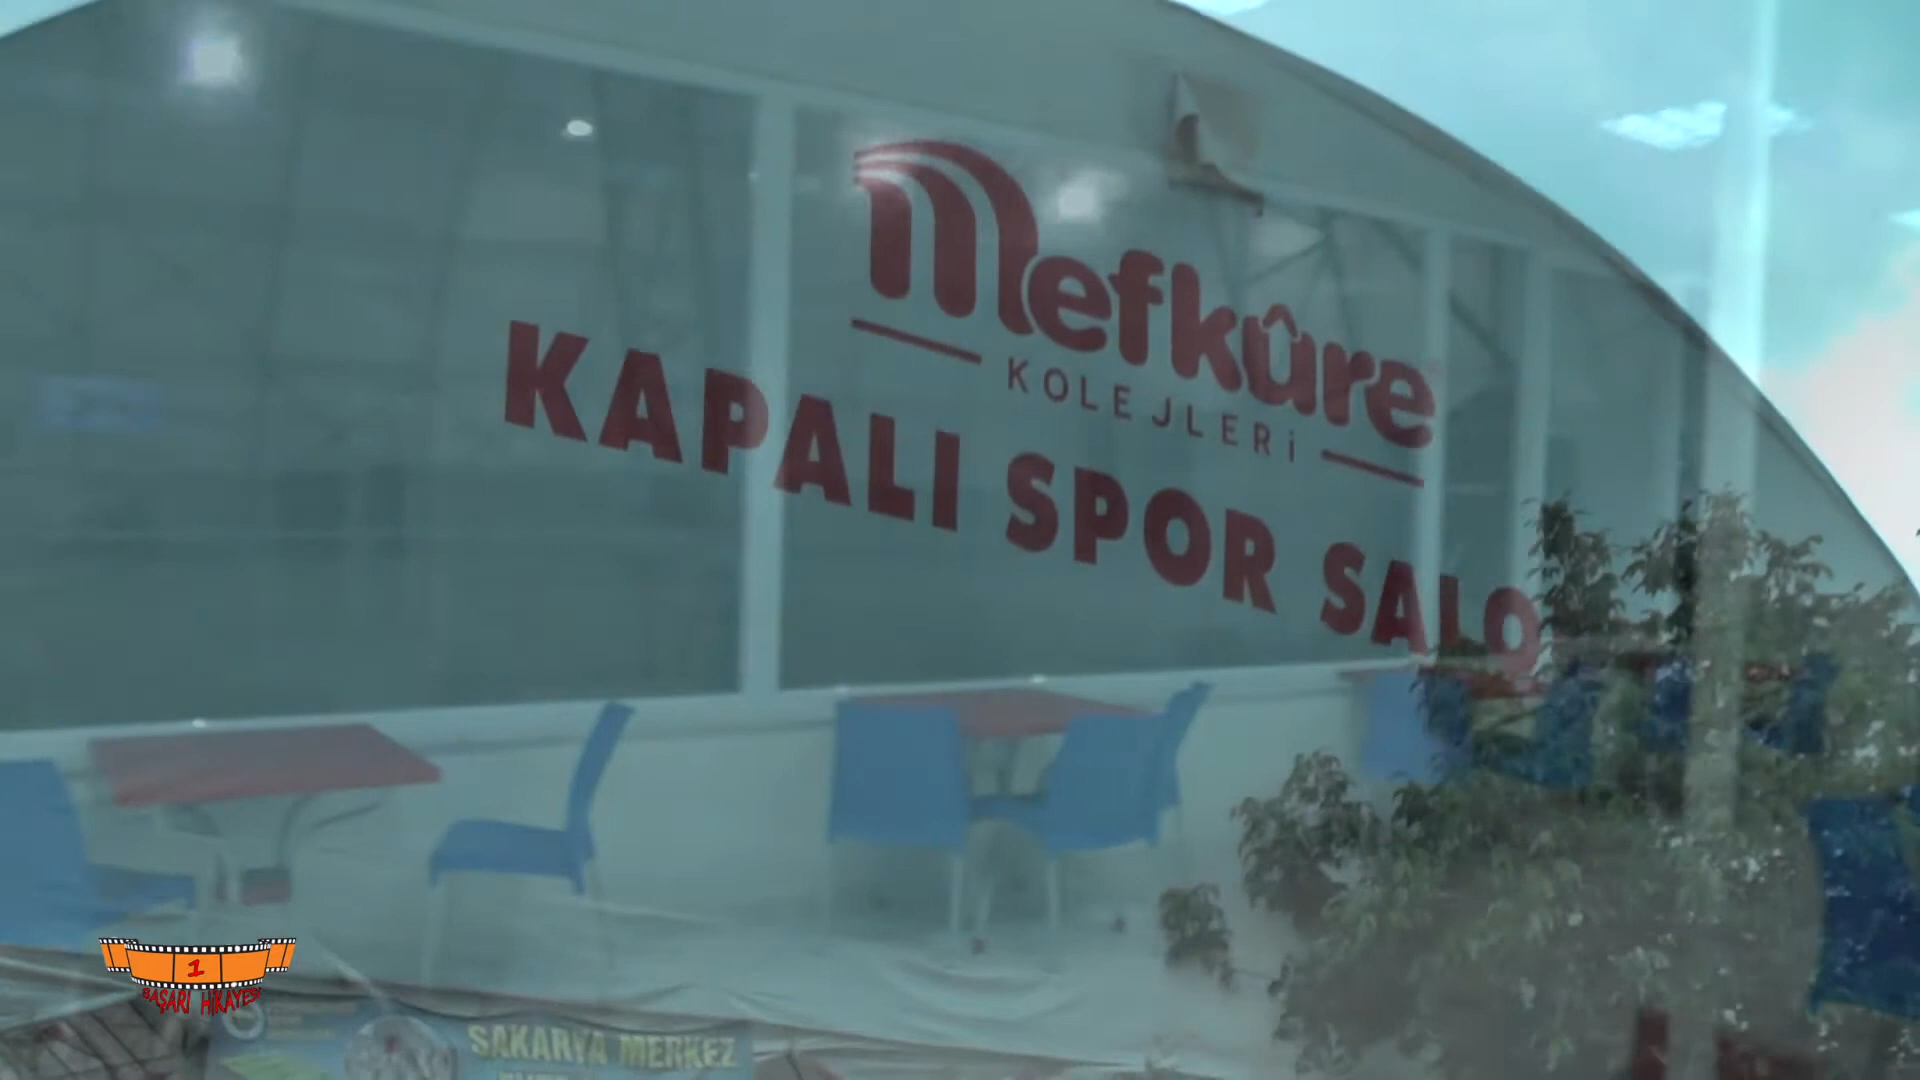 mefkûre
KOLEJLERİ
KAPALI SPOR SALO
1
BAŞARI HİKAYESİ
SAKARYA MERKEZ